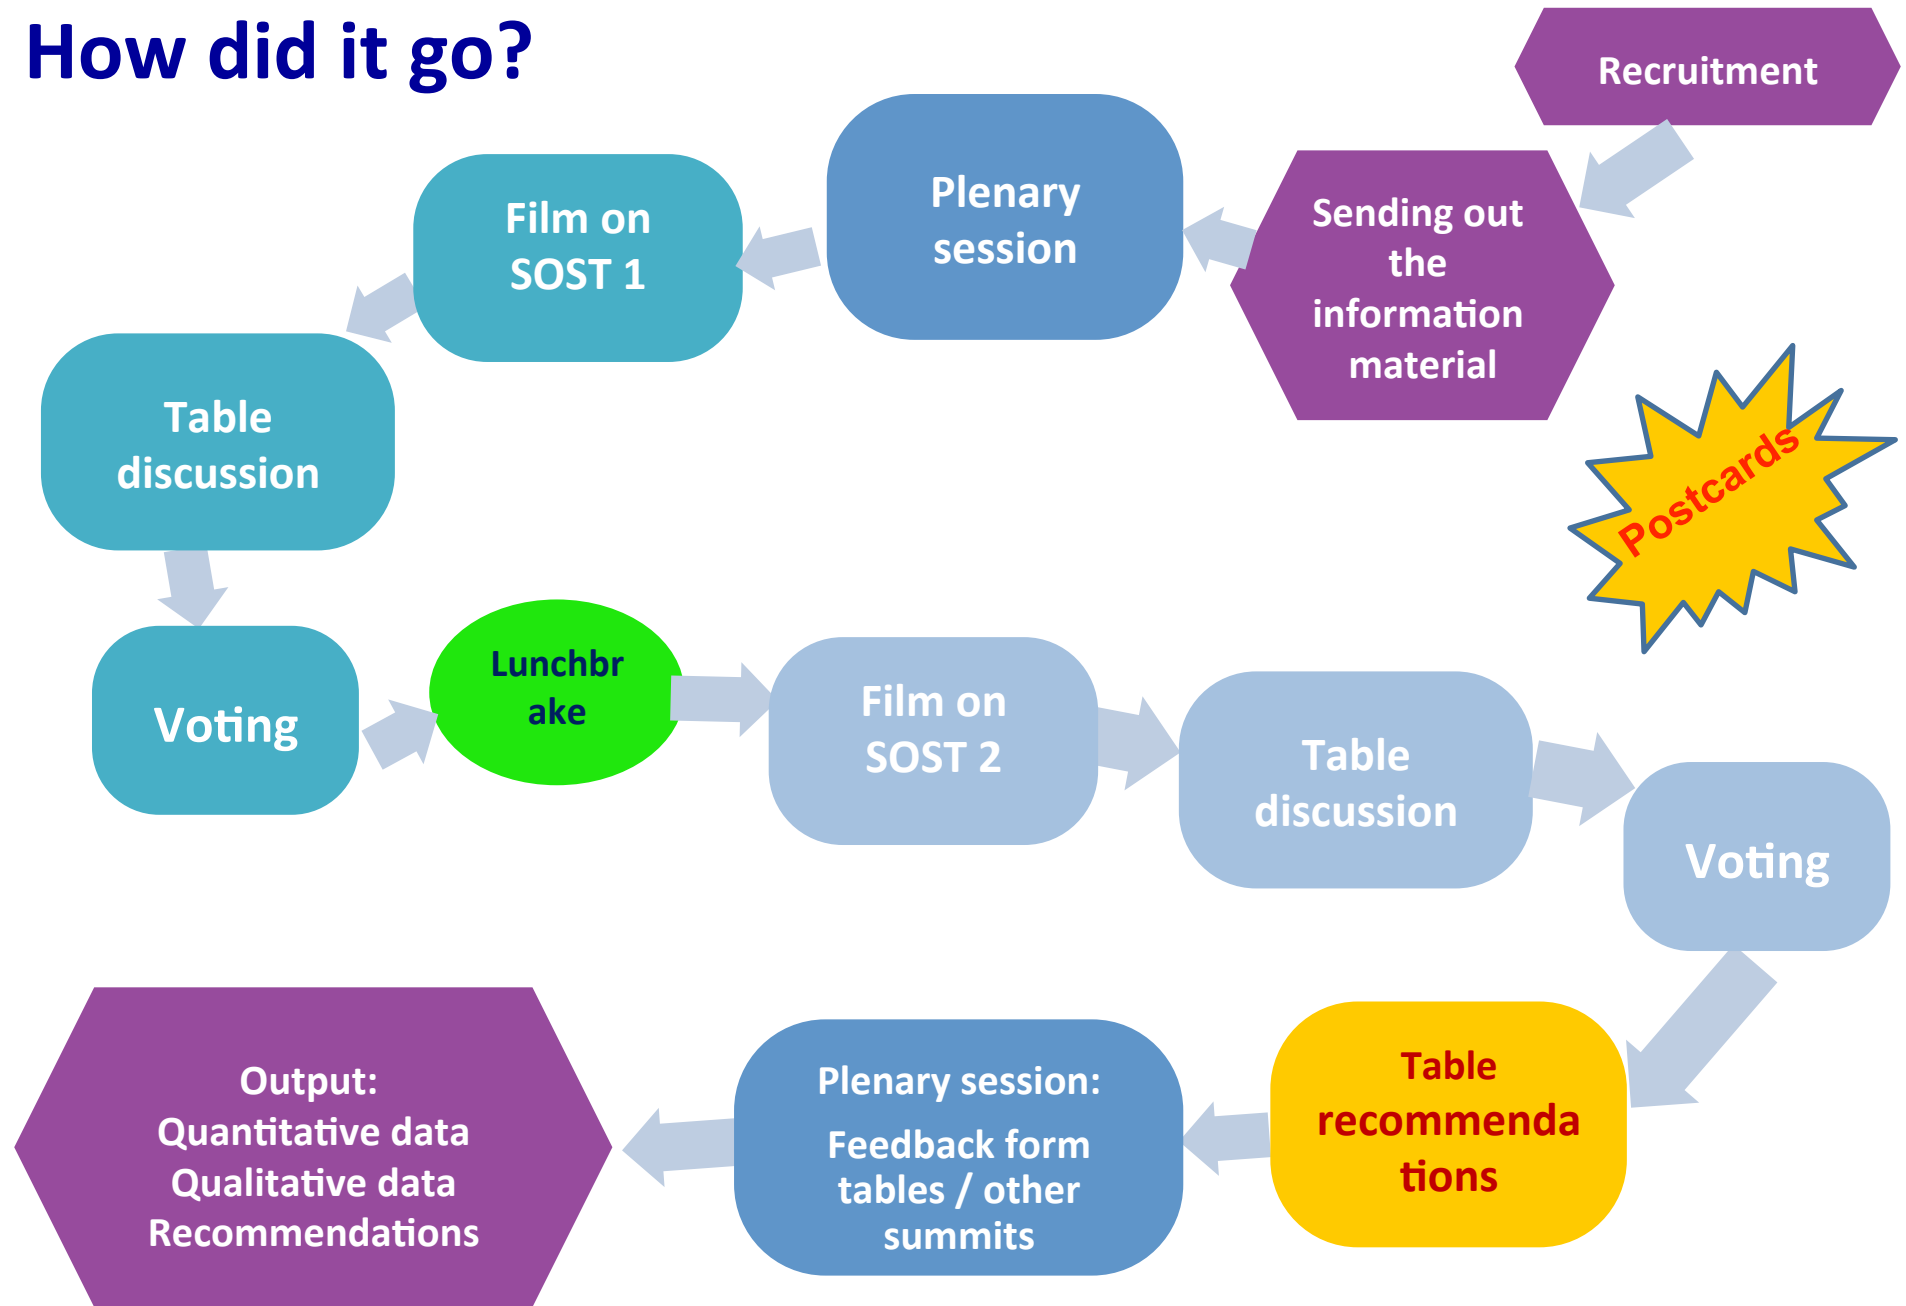 How did it go?
Recruitment
Sending out
the
information
material
Plenary
session
Film on
SOST 1
Table
discussion
Voting
Lunchbr
ake
Film on
SOST 2
Table
discussion
Voting
Postcards
Table
recommenda
tions
Plenary session:
Feedback form
tables / other
summits
Output:
Quantitative data
Qualitative data
Recommendations